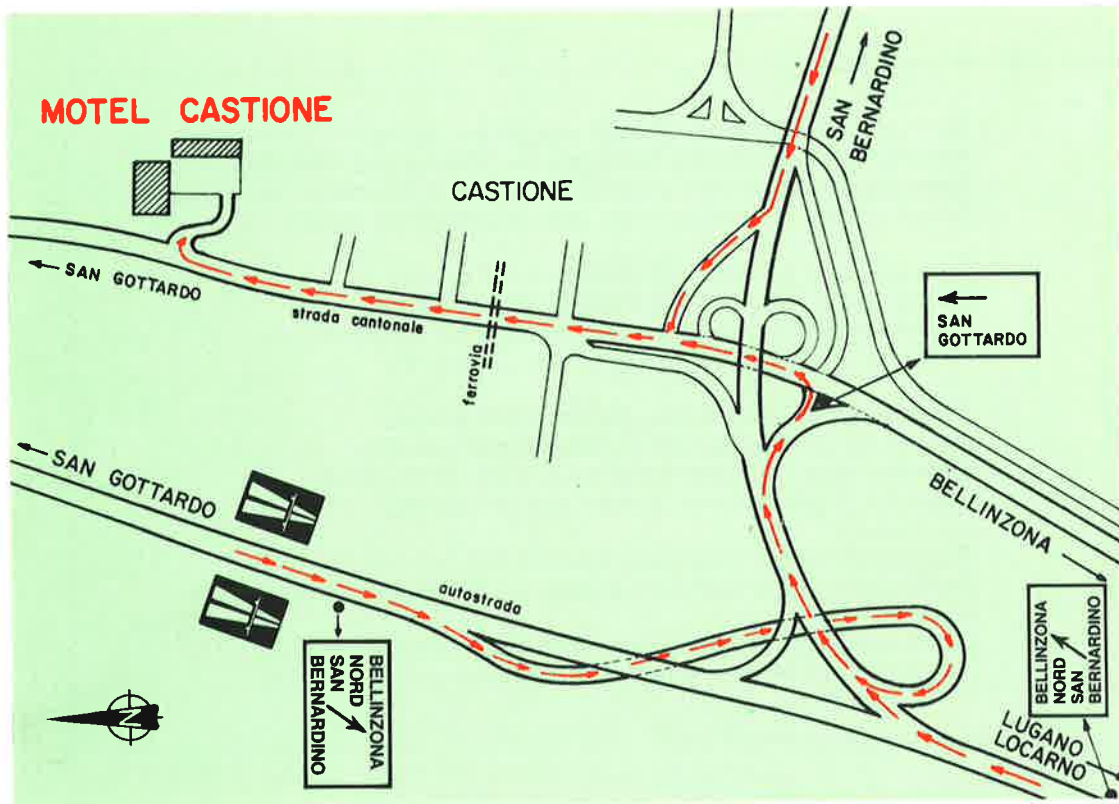 MOTEL CASTIONE
SAN
BERNARDINO
CASTIONE
SAN GOTTARDO
strada cantonale
ferrovia
SAN
GOTTARDO
SAN GOTTARDO
BELLINZONA
autostrada
BELLINZONA
NORD
SAN
BERNARDINO
BELLINZONA
NORD
SAN
BERNARDINO
LUGANO
LOCARNO
N